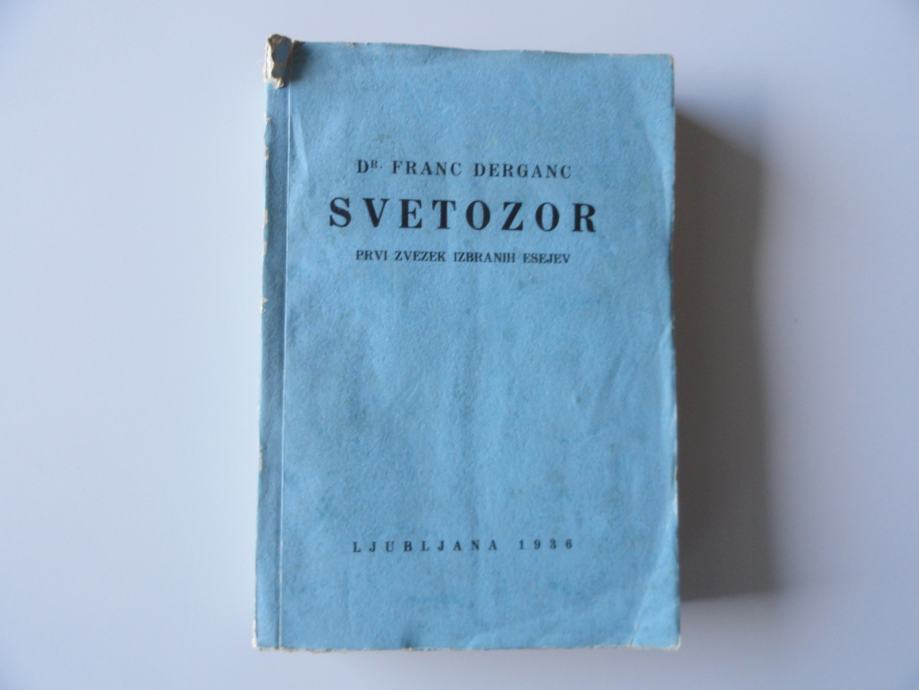 DR. FRANC DERGANC
SVETOZOR
PRVI ZVEZEK IZBRANIH ESEJEV
LJUBLJANA 1936